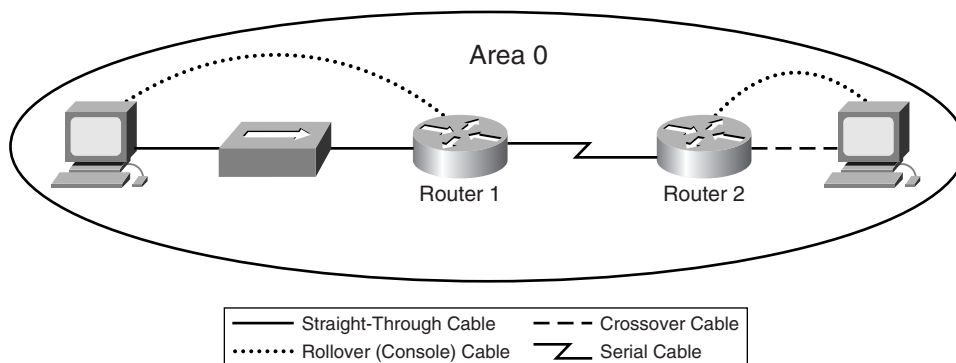 Area 0
Router 1
Router 2
Straight-Through Cable
Crossover Cable
Rollover (Console) Cable
Serial Cable